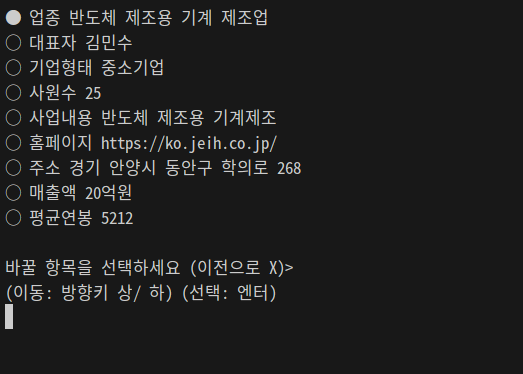 ● 업종 반도체 제조용 기계 제조업
○ 대표자 김민수
○ 기업형태 중소기업
○ 사원수 25
○ 사업내용 반도체 제조용 기계제조
○ 홈페이지 https://ko.jeih.co.jp/
○ 주소 경기 안양시 동안구 학의로 268
○ 매출액 20억원
○ 평균연봉 5212
바꿀 항목을 선택하세요 (이전으로 X)>
(이동: 방향키 상/ 하) (선택: 엔터)